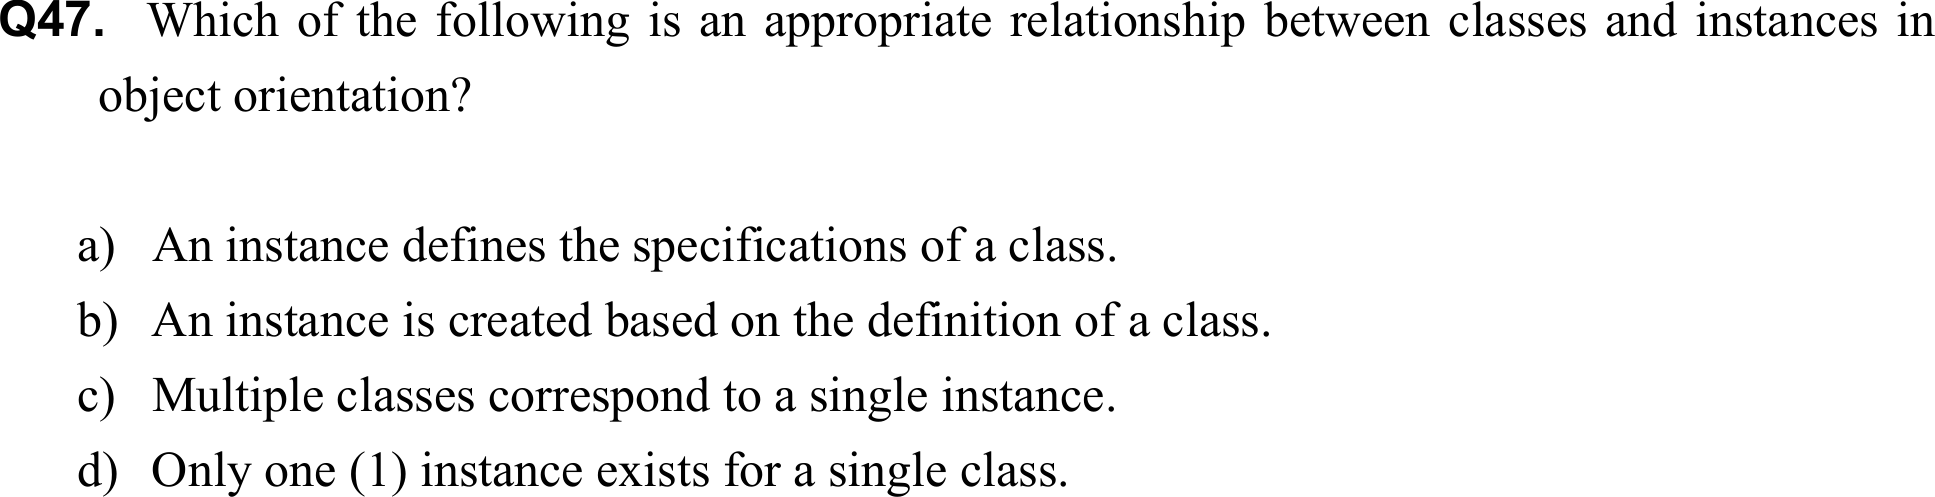 Q47. Which of the following is an appropriate relationship between classes and instances in
object orientation?
a) An instance defines the specifications of a class.
b) An instance is created based on the definition of a class.
c) Multiple classes correspond to a single instance.
d) Only one (1) instance exists for a single class.